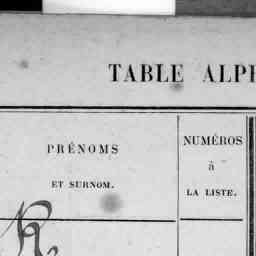 TABLE ALPH
PRÉNOMS
ET SURNOM.
NUMÉROS
à
LA LISTE.
R